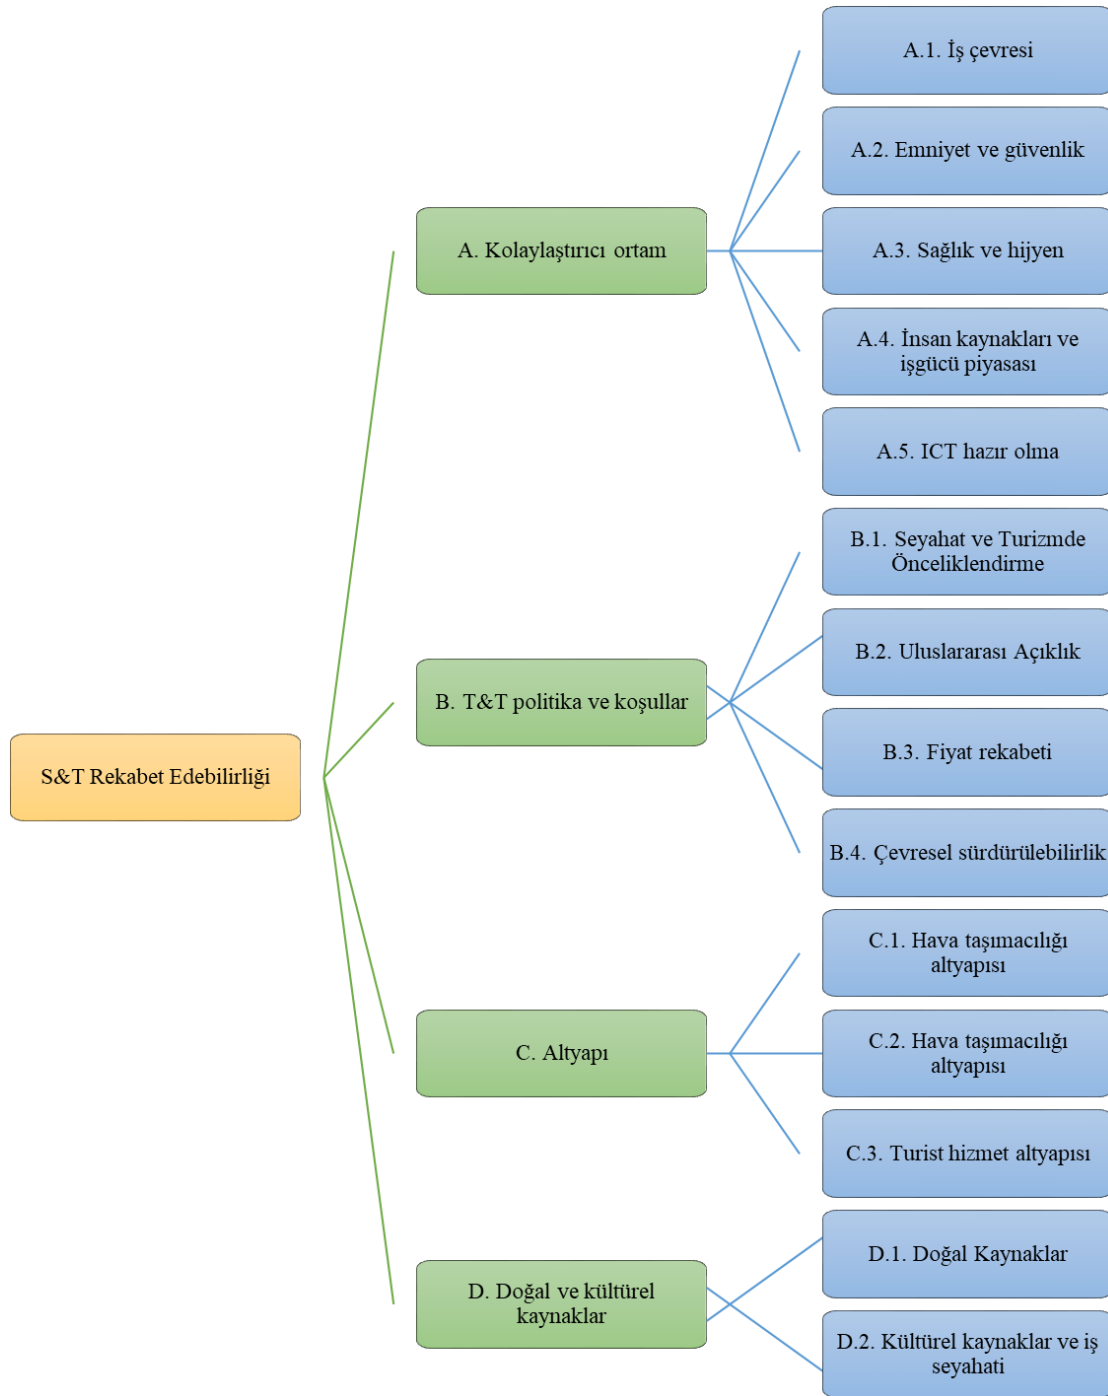 S&T Rekabet Edebilirliği
A. Kolaylaştırıcı ortam
A.1. İş çevresi
A.2. Emniyet ve güvenlik
A.3. Sağlık ve hijyen
A.4. İnsan kaynakları ve
işgücü piyasası
A.5. ICT hazır olma
B. T&T politika ve koşullar
B.1. Seyahat ve Turizmde
Önceliklendirme
B.2. Uluslararası Açıklık
B.3. Fiyat rekabeti
B.4. Çevresel sürdürülebilirlik
C. Altyapı
C.1. Hava taşımacılığı
altyapısı
C.2. Hava taşımacılığı
altyapısı
C.3. Turist hizmet altyapısı
D. Doğal ve kültürel
kaynaklar
D.1. Doğal Kaynaklar
D.2. Kültürel kaynaklar ve iş
seyahati